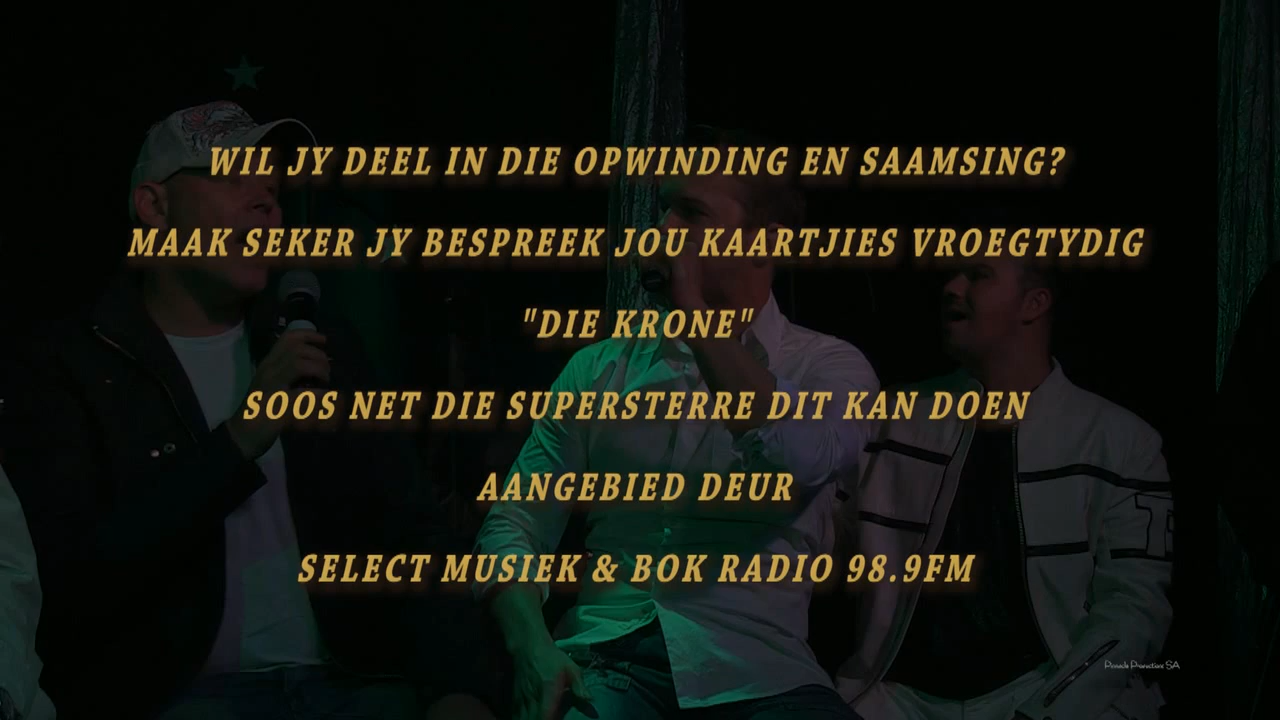 WIL JY DEEL IN DIE OPWINDING EN SAAMSING?
MAAK SEKER JY BESPREEK JOU KAARTJIES VROEGTYDIG
"DIE KRONE"
SOOS NET DIE SUPERSTERRE DIT KAN DOEN
AANGEBIED DEUR
SELECT MUSIEK & BOK RADIO 98.9FM
SA